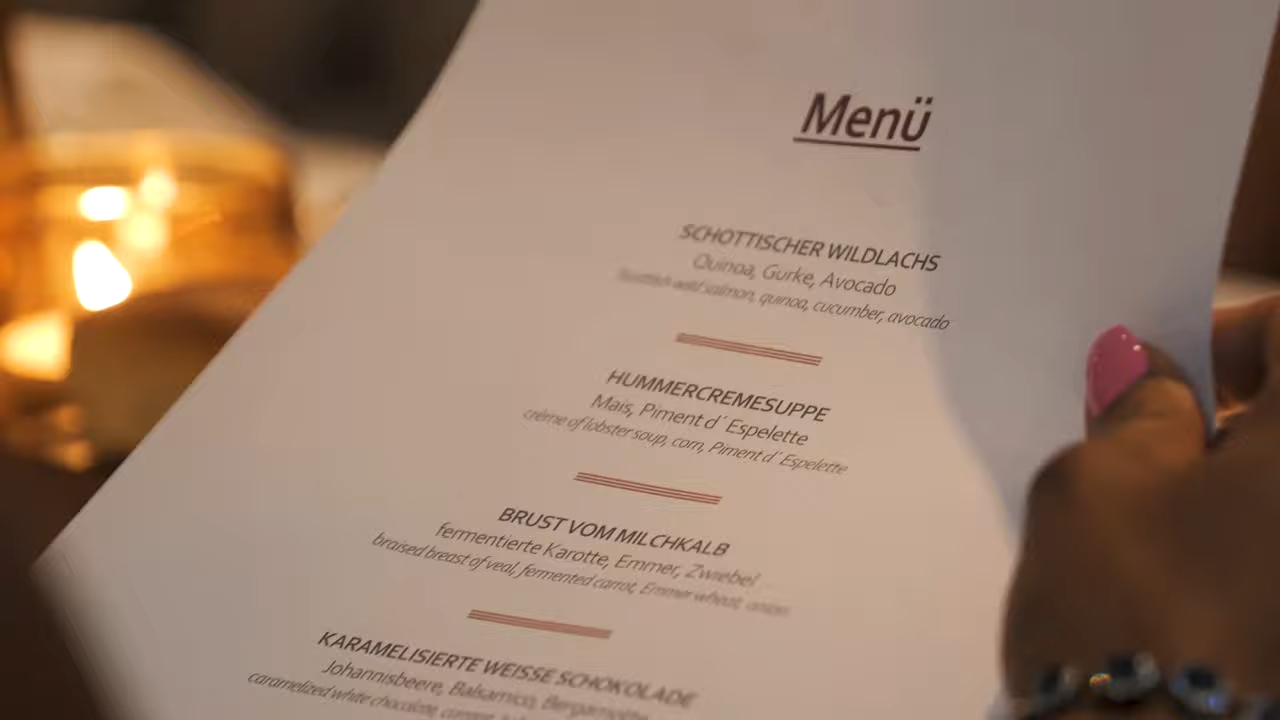 Menü
SCHOTTISCHER WILDLACHS
Quinoa, Gurke, Avocado
Scottish wild salmon, quinoa, cucumber, avocado
HUMMERCREMESUPPE
Mais, Piment d´ Espelette
crème of lobster soup, corn, Piment d´ Espelette
BRUST VOM MILCHKALB
fermentierte Karotte, Emmer, Zwiebel
braised breast of veal, fermented carrot, Emmer wheat, onion
KARAMELISIERTE WEISSE SCHOKOLADE
Johannisbeere, Balsamico, Bergamotte
caramelized white chocolate,